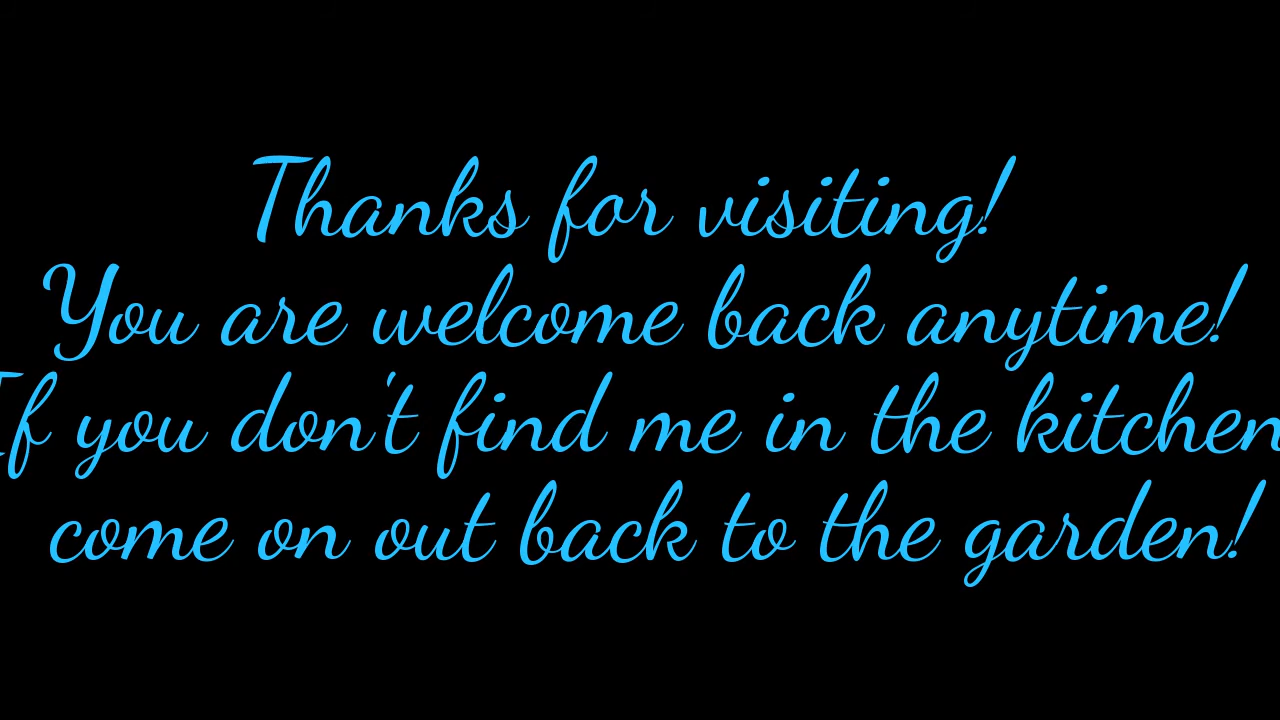 Thanks for visiting!
You are welcome back anytime!
If you don't find me in the kitchen
come on out back to the garden!